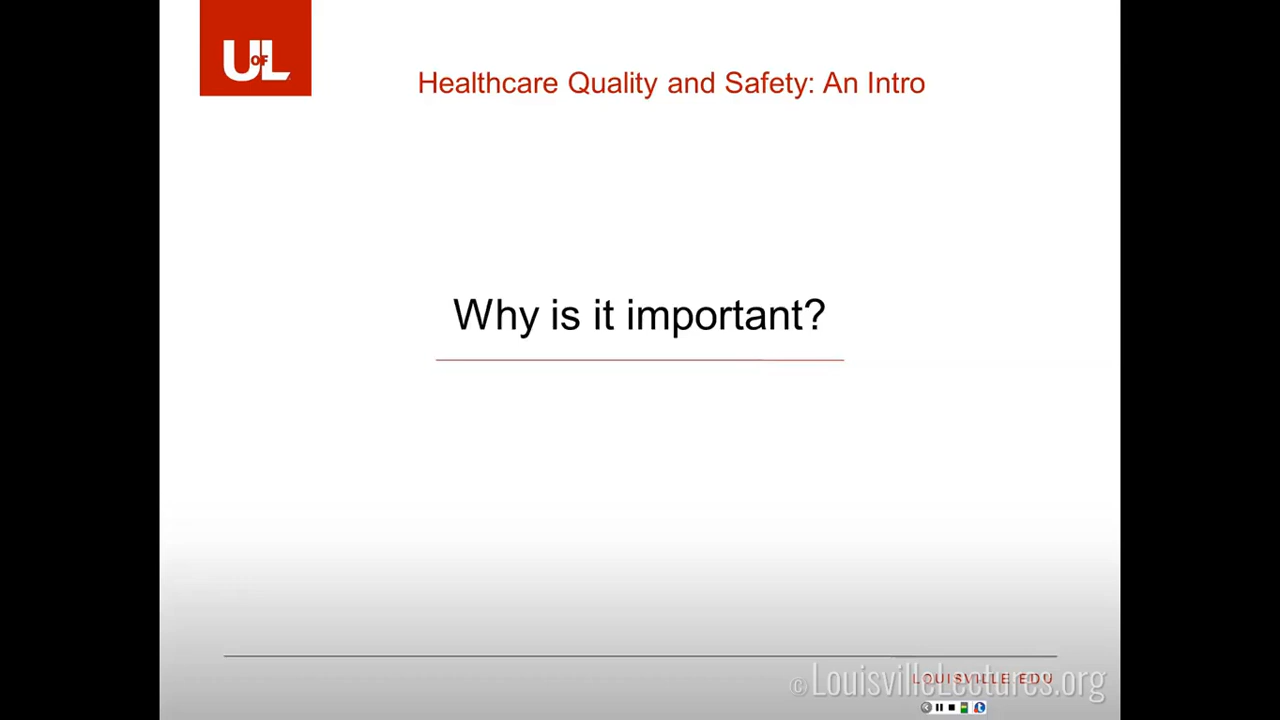 UofL
Healthcare Quality and Safety: An Intro
Why is it important?
LOUISVILLE.EDU
© LouisvilleLectures.org